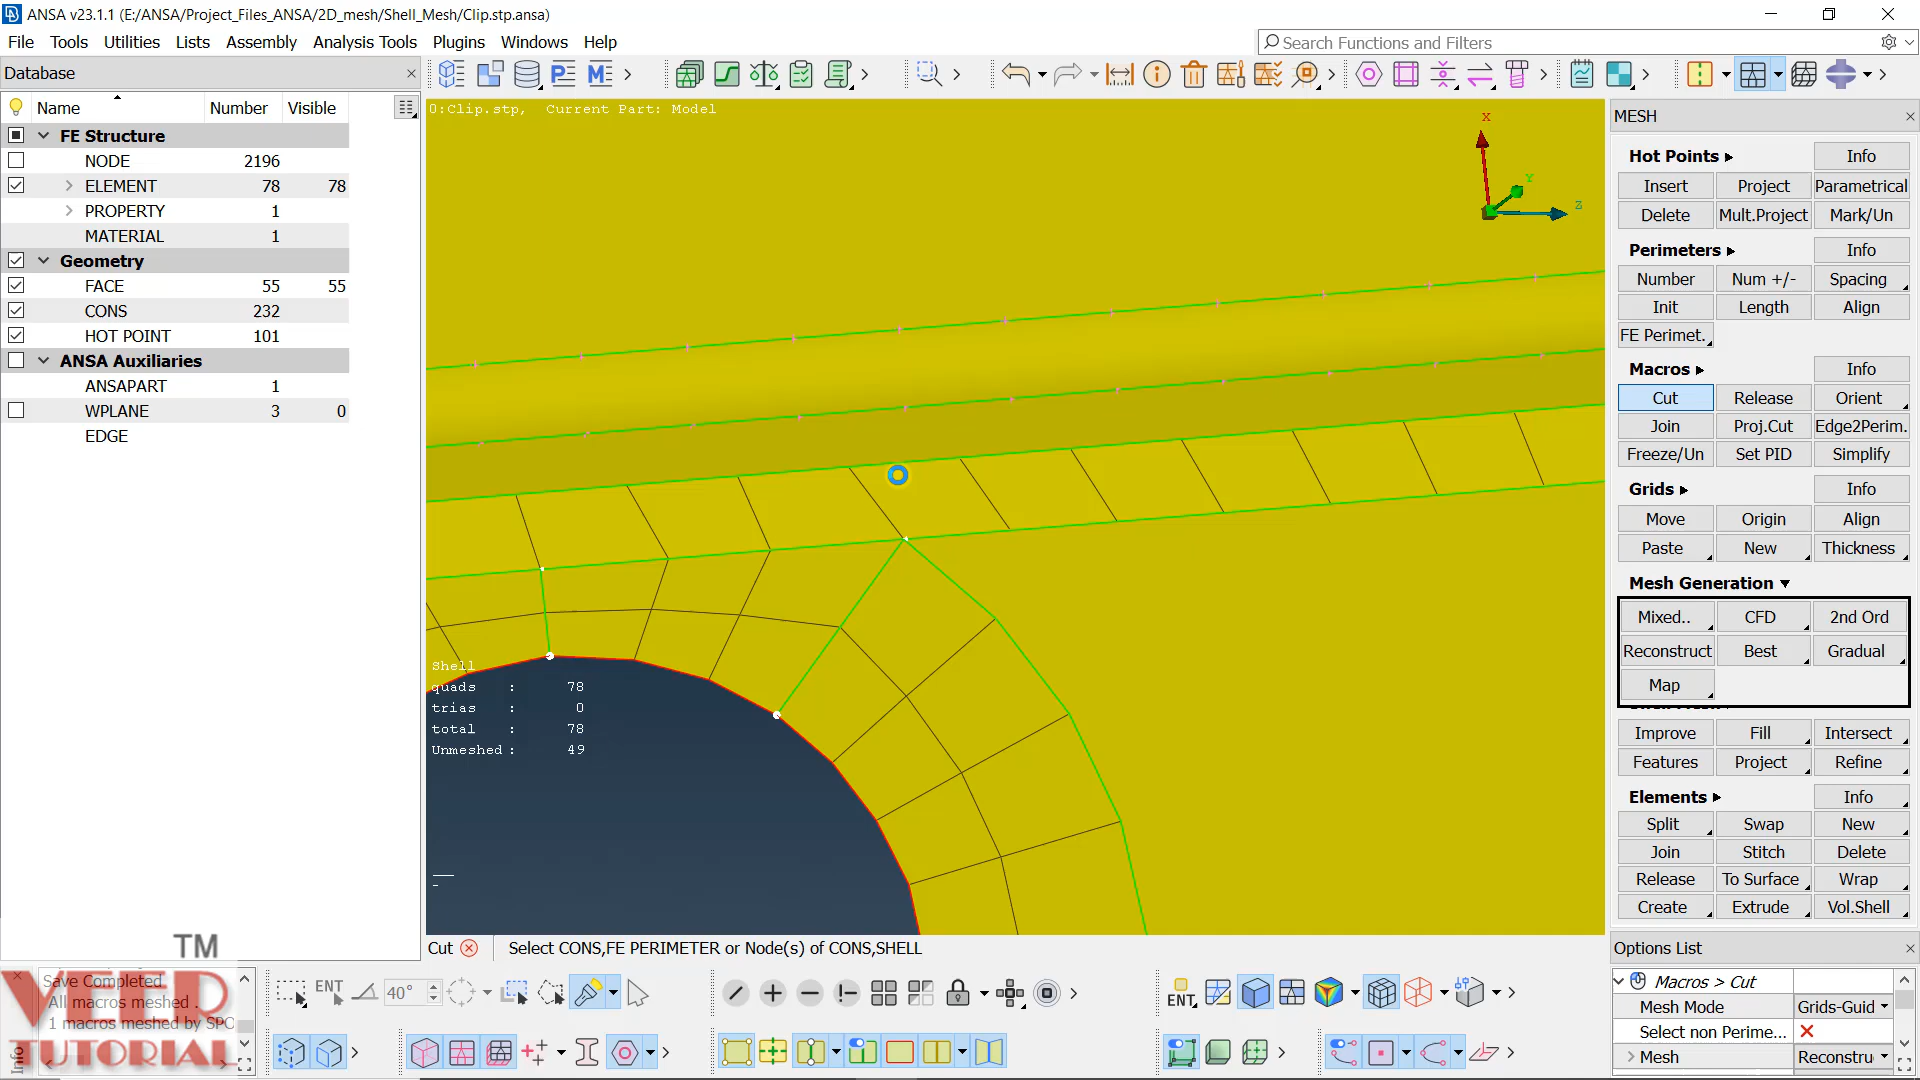 ANSA v23.1.1 (E:/ANSA/Project_Files_ANSA/2D_mesh/Shell_Mesh/Clip.stp.ansa)
File Tools Utilities Lists Assembly Analysis Tools Plugins Windows Help
Search Functions and Filters
Database
Name Number Visible
FE Structure
NODE 2196
ELEMENT 78 78
PROPERTY 1
MATERIAL 1
Geometry
FACE 55 55
CONS 232
HOT POINT 101
ANSA Auxiliaries
ANSAPART 1
WPLANE 3 0
EDGE
0:Clip.stp, Current Part: Model
X
Y
Z
Shell
quads : 78
trias : 0
total : 78
Unmeshed : 49
Cut Select CONS,FE PERIMETER or Node(s) of CONS,SHELL
MESH
Hot Points Info
Insert Project Parametrical
Delete Mult.Project Mark/Un
Perimeters Info
Number Num +/- Spacing
Init Length Align
FE Perimet.
Macros Info
Cut Release Orient
Join Proj.Cut Edge2Perim.
Freeze/Un Set PID Simplify
Grids Info
Move Origin Align
Paste New Thickness
Mesh Generation
Mixed.. CFD 2nd Ord
Reconstruct Best Gradual
Map
Improve Fill Intersect
Features Project Refine
Elements Info
Split Swap New
Join Stitch Delete
Release To Surface Wrap
Create Extrude Vol.Shell
Options List
Macros > Cut
Mesh Mode Grids-Guid
Select non Perime...
Mesh Reconstru
TM
VEER
TUTORIAL
Save Completed
All macros meshed .
1 macros meshed by SPC
Info
ENT
40°
ENT